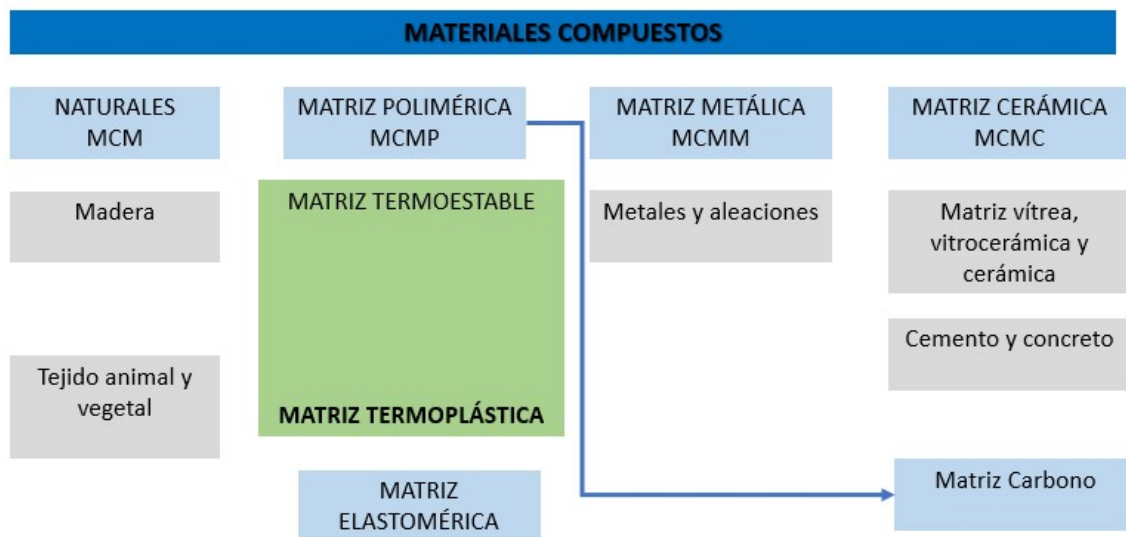 MATERIALES COMPUESTOS
NATURALES
MCM
MATRIZ POLIMÉRICA
MCMP
MATRIZ METÁLICA
MCMM
MATRIZ CERÁMICA
MCMC
Madera
MATRIZ TERMOESTABLE
Metales y aleaciones
Matriz vítrea,
vitrocerámica y
cerámica
Cemento y concreto
Tejido animal y
vegetal
MATRIZ TERMOPLÁSTICA
MATRIZ
ELASTOMÉRICA
Matriz Carbono